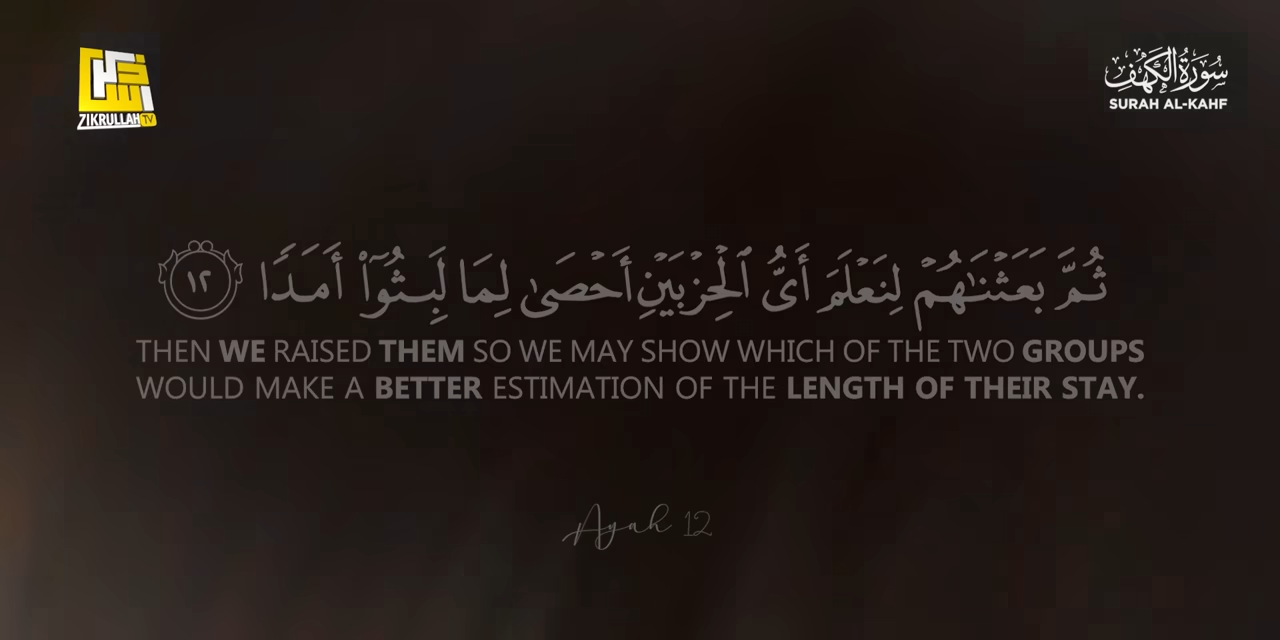 ZIKRULLAH TV
سُورَةُ الْكَهْفِ
SURAH AL-KAHF
ثُمَّ بَعَثْنَـٰهُمْ لِنَعْلَمَ أَىُّ ٱلْحِزْبَيْنِ أَحْصَىٰ لِمَا لَبِثُوٓا۟ أَمَدًا ١٢
THEN WE RAISED THEM SO WE MAY SHOW WHICH OF THE TWO GROUPS
WOULD MAKE A BETTER ESTIMATION OF THE LENGTH OF THEIR STAY.
Ayah 12